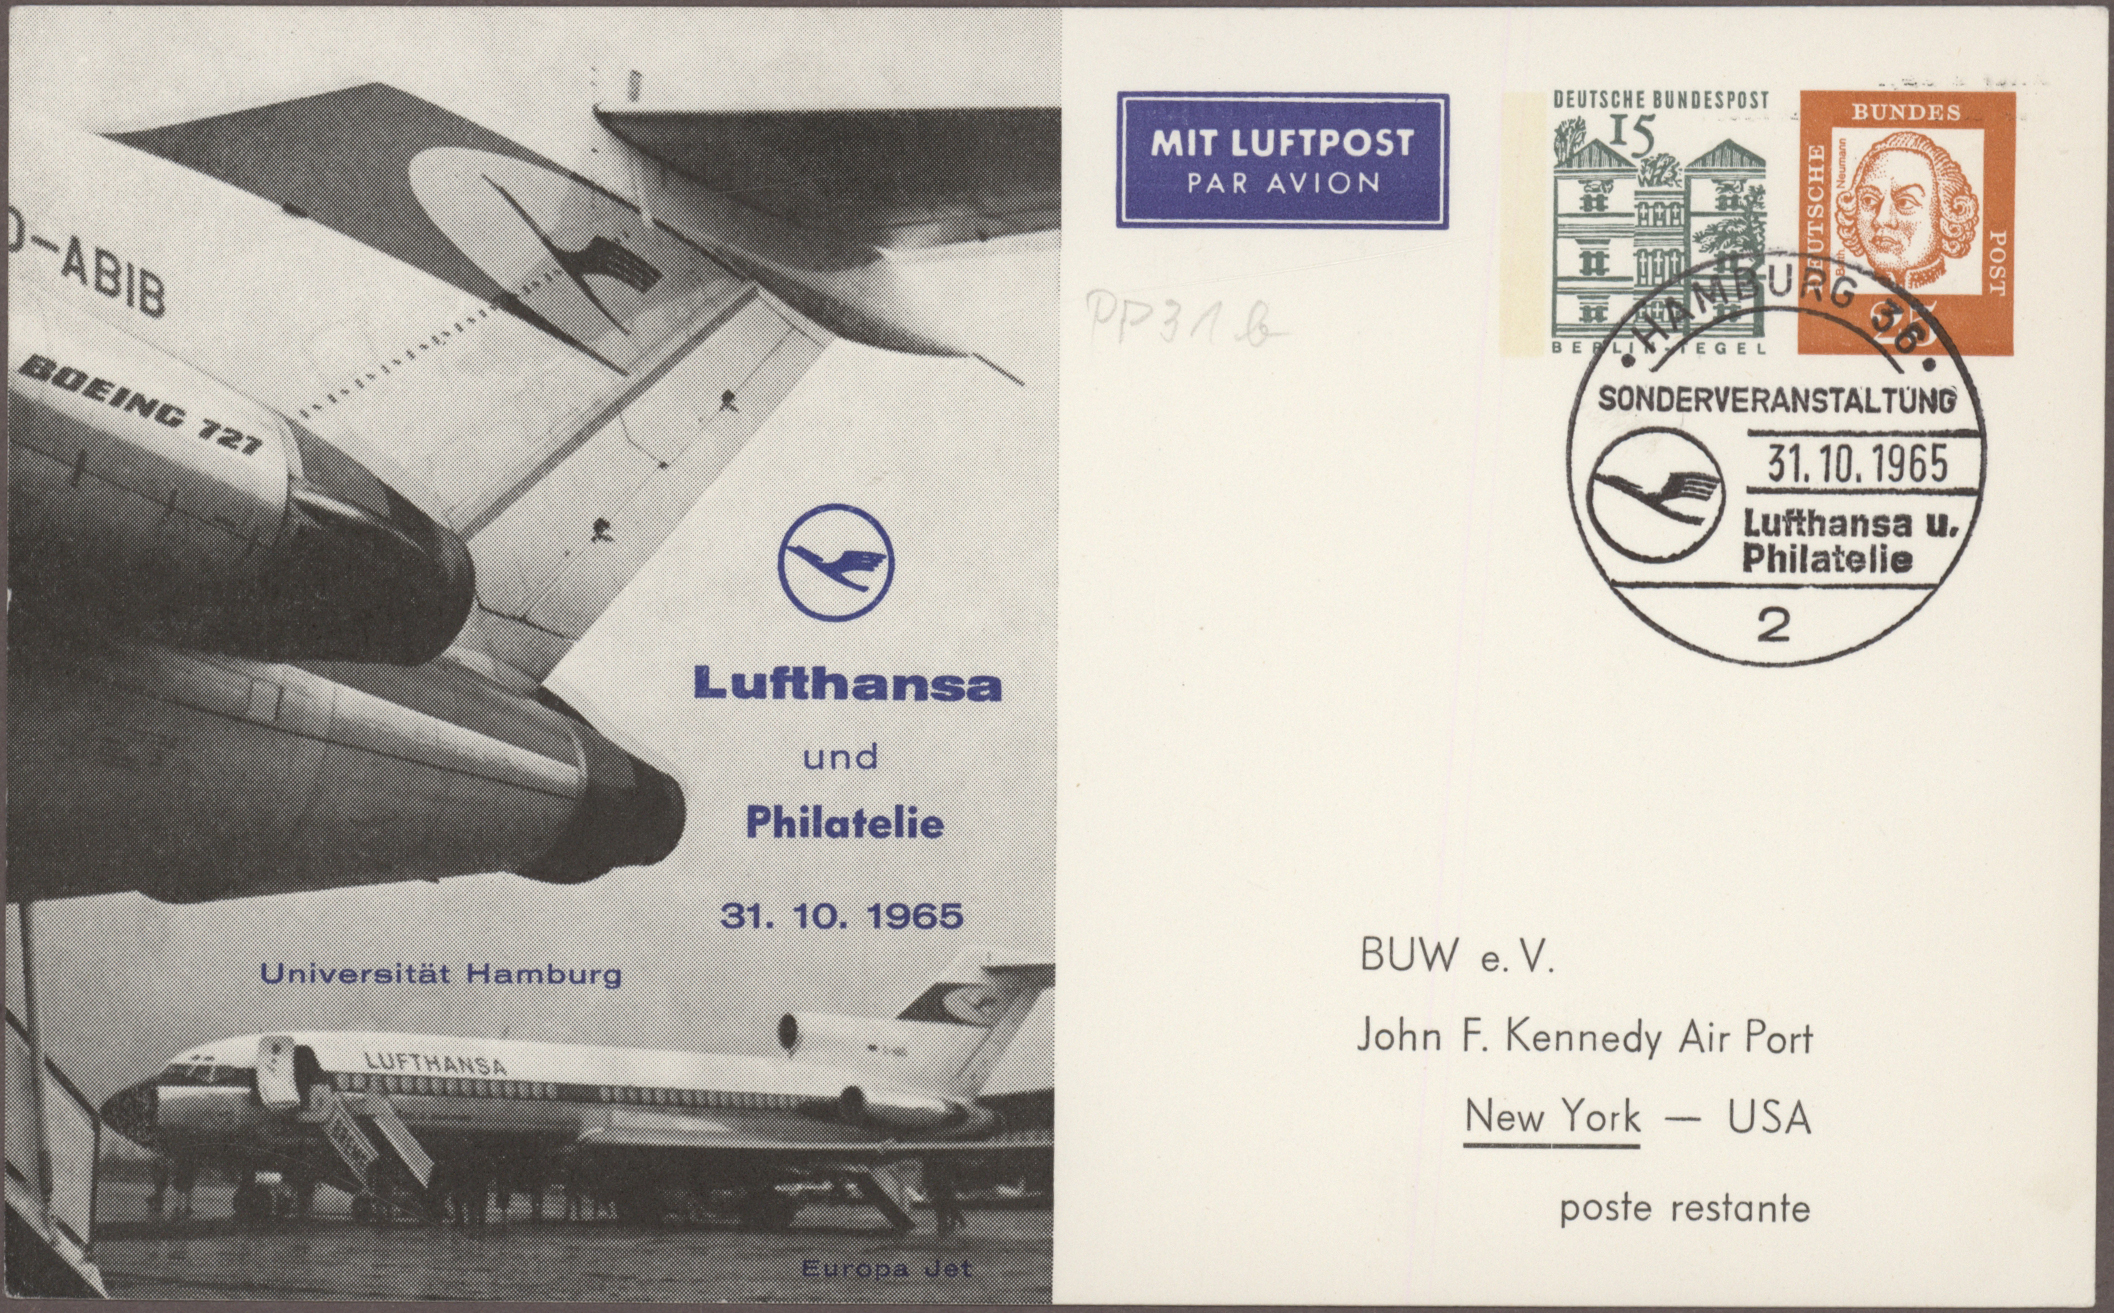 D-ABIB
BOEING 727
Lufthansa
und
Philatelie
31. 10. 1965
Universität Hamburg
LUFTHANSA
Europa Jet
MIT LUFTPOST
PAR AVION
PP31b
DEUTSCHE BUNDESPOST
15
BERLIN-TEGEL
DEUTSCHE
BUNDES
POST
Balth. Neumann
25
HAMBURG 36
SONDERVERANSTALTUNG
31.10.1965
Lufthansa u.
Philatelie
2
BUW e. V.
John F. Kennedy Air Port
New York — USA
poste restante